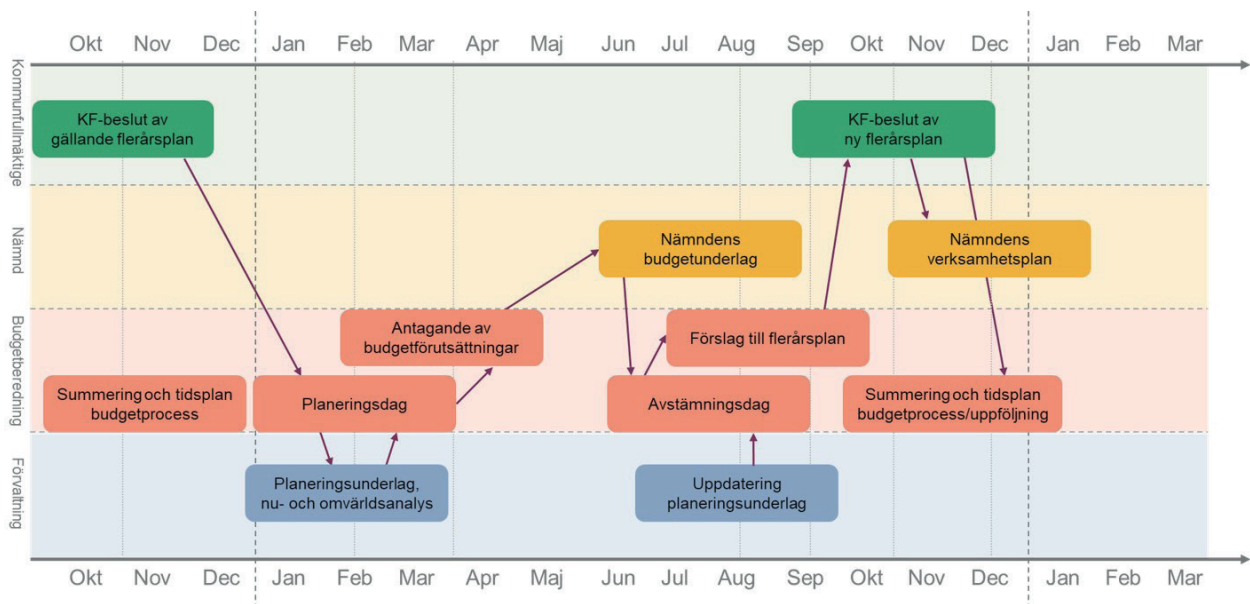 Okt Nov Dec Jan Feb Mar Apr Maj Jun Jul Aug Sep Okt Nov Dec Jan Feb Mar
Kommunfullmäktige
KF-beslut av
gällande flerårsplan
KF-beslut av
ny flerårsplan
Nämnd
Nämndens
budgetunderlag
Nämndens
verksamhetsplan
Budgetberedning
Antagande av
budgetförutsättningar
Förslag till flerårsplan
Summering och tidsplan
budgetprocess
Planeringsdag
Avstämningsdag
Summering och tidsplan
budgetprocess/uppföljning
Förvaltning
Planeringsunderlag,
nu- och omvärldsanalys
Uppdatering
planeringsunderlag
Okt Nov Dec Jan Feb Mar Apr Maj Jun Jul Aug Sep Okt Nov Dec Jan Feb Mar